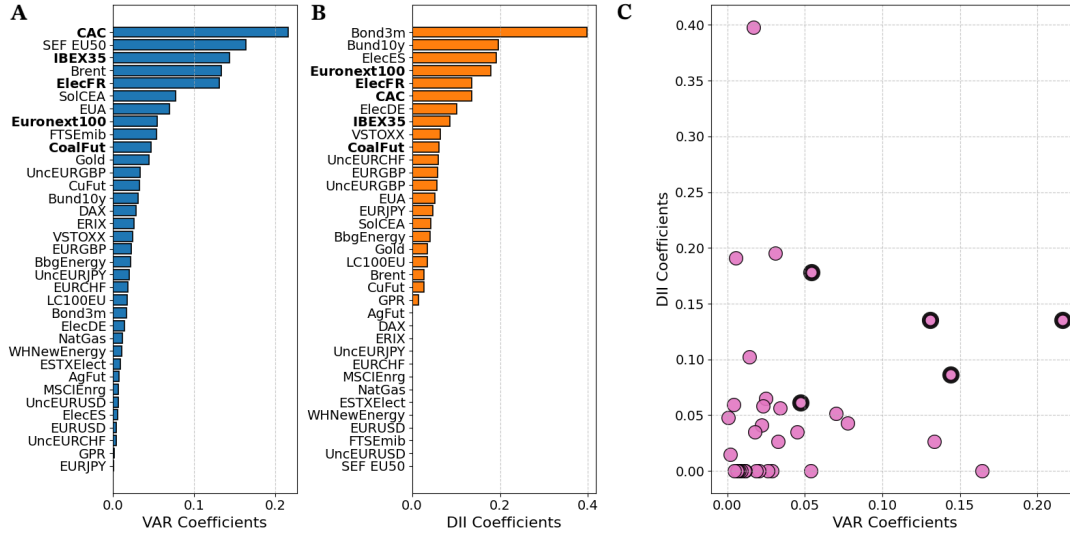 A
CAC
SEF EU50
IBEX35
Brent
ElecFR
SolCEA
EUA
Euronext100
FTSEmib
CoalFut
Gold
UncEURGBP
CuFut
Bund10y
DAX
ERIX
VSTOXX
EURGBP
BbgEnergy
UncEURJPY
EURCHF
LC100EU
Bond3m
ElecDE
NatGas
WHNewEnergy
ESTXElect
AgFut
MSCIEnrg
UncEURUSD
ElecES
EURUSD
UncEURCHF
GPR
EURJPY
0.0 0.1 0.2
VAR Coefficients
B
Bond3m
Bund10y
ElecES
Euronext100
ElecFR
CAC
ElecDE
IBEX35
VSTOXX
CoalFut
UncEURCHF
EURGBP
UncEURGBP
EUA
EURJPY
SolCEA
BbgEnergy
Gold
LC100EU
Brent
CuFut
GPR
AgFut
DAX
ERIX
UncEURJPY
EURCHF
MSCIEnrg
NatGas
ESTXElect
WHNewEnergy
EURUSD
FTSEmib
UncEURUSD
SEF EU50
0.0 0.2 0.4
DII Coefficients
C
DII Coefficients
0.40
0.35
0.30
0.25
0.20
0.15
0.10
0.05
0.00
0.00 0.05 0.10 0.15 0.20
VAR Coefficients